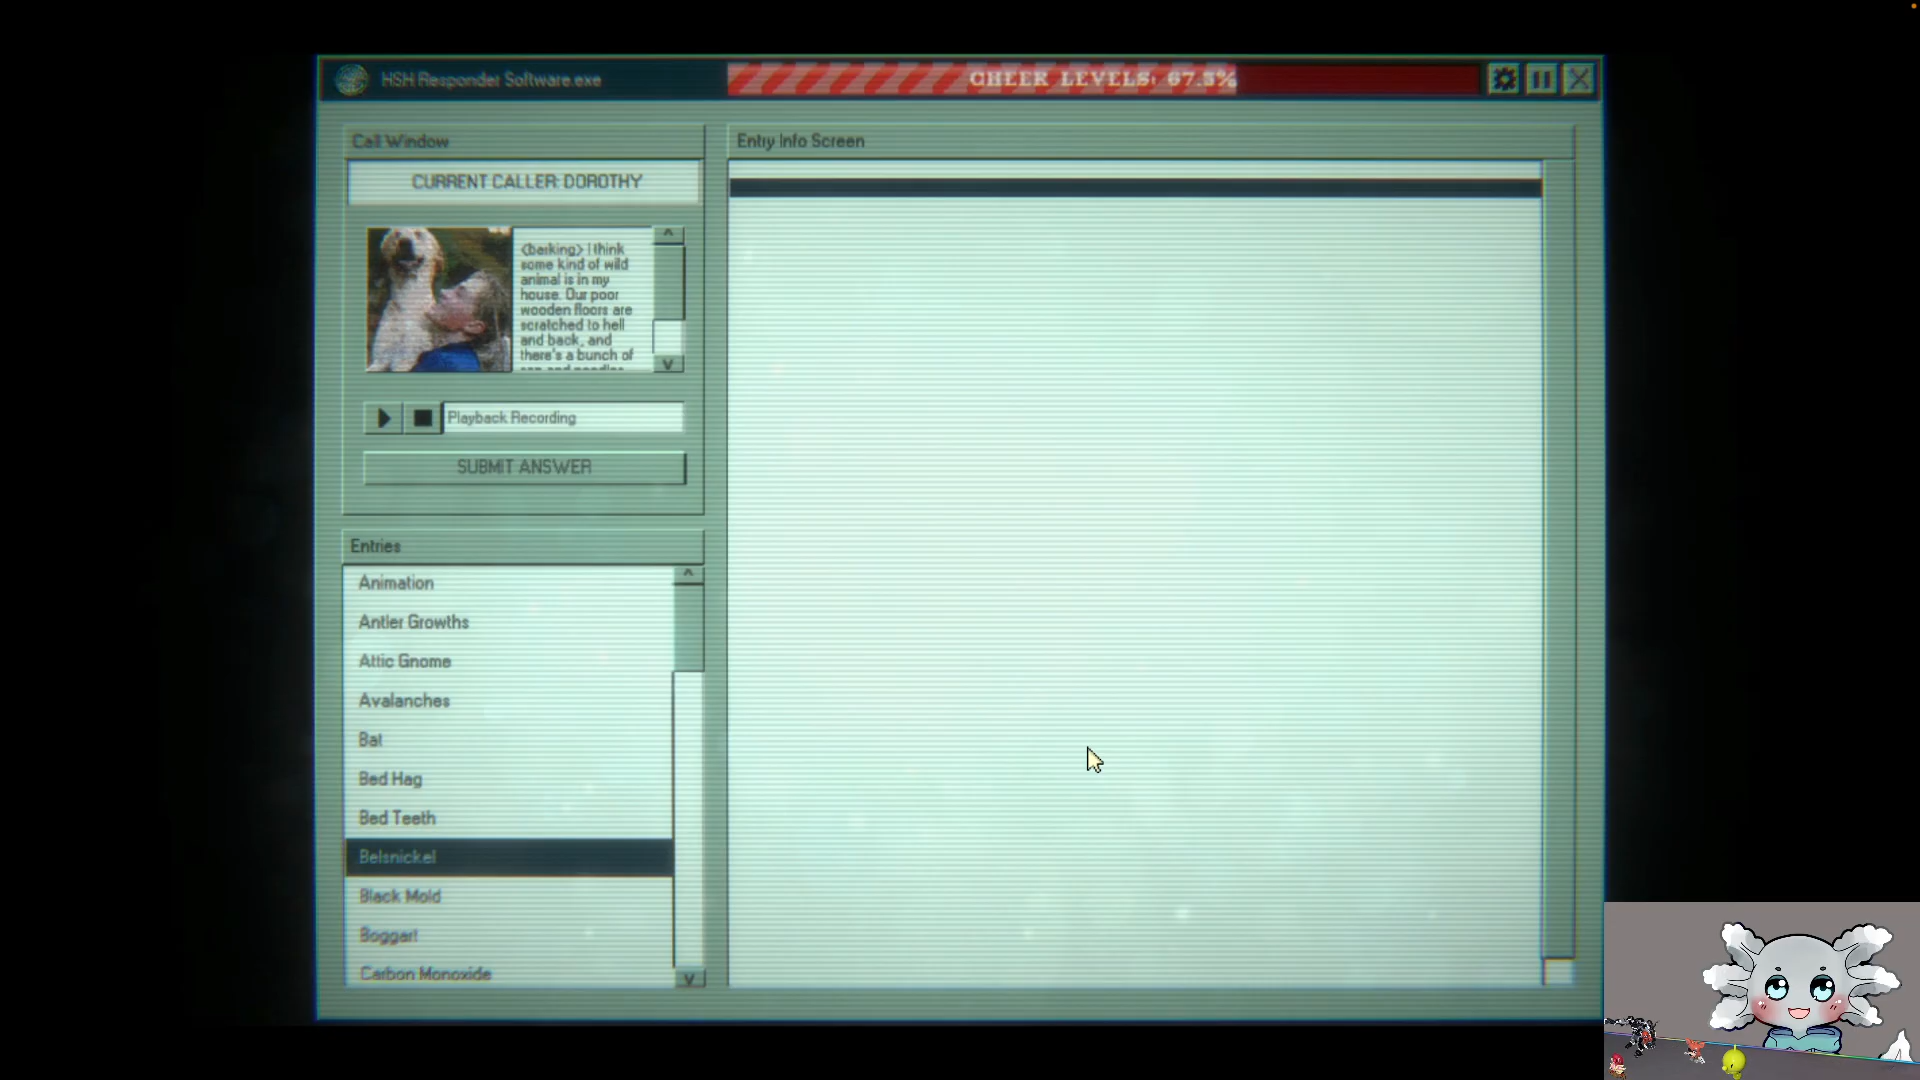 HSH Responder Software.exe
CHEER LEVELS: 67.3%
Call Window
CURRENT CALLER: DOROTHY
<barking> I think
some kind of wild
animal is in my
house. Our poor
wooden floors are
scratched to hell
and back, and
there's a bunch of
sap and needles
Playback Recording
SUBMIT ANSWER
Entries
Animation
Antler Growths
Attic Gnome
Avalanches
Bat
Bed Hag
Bed Teeth
Belsnickel
Black Mold
Boggart
Carbon Monoxide
Entry Info Screen